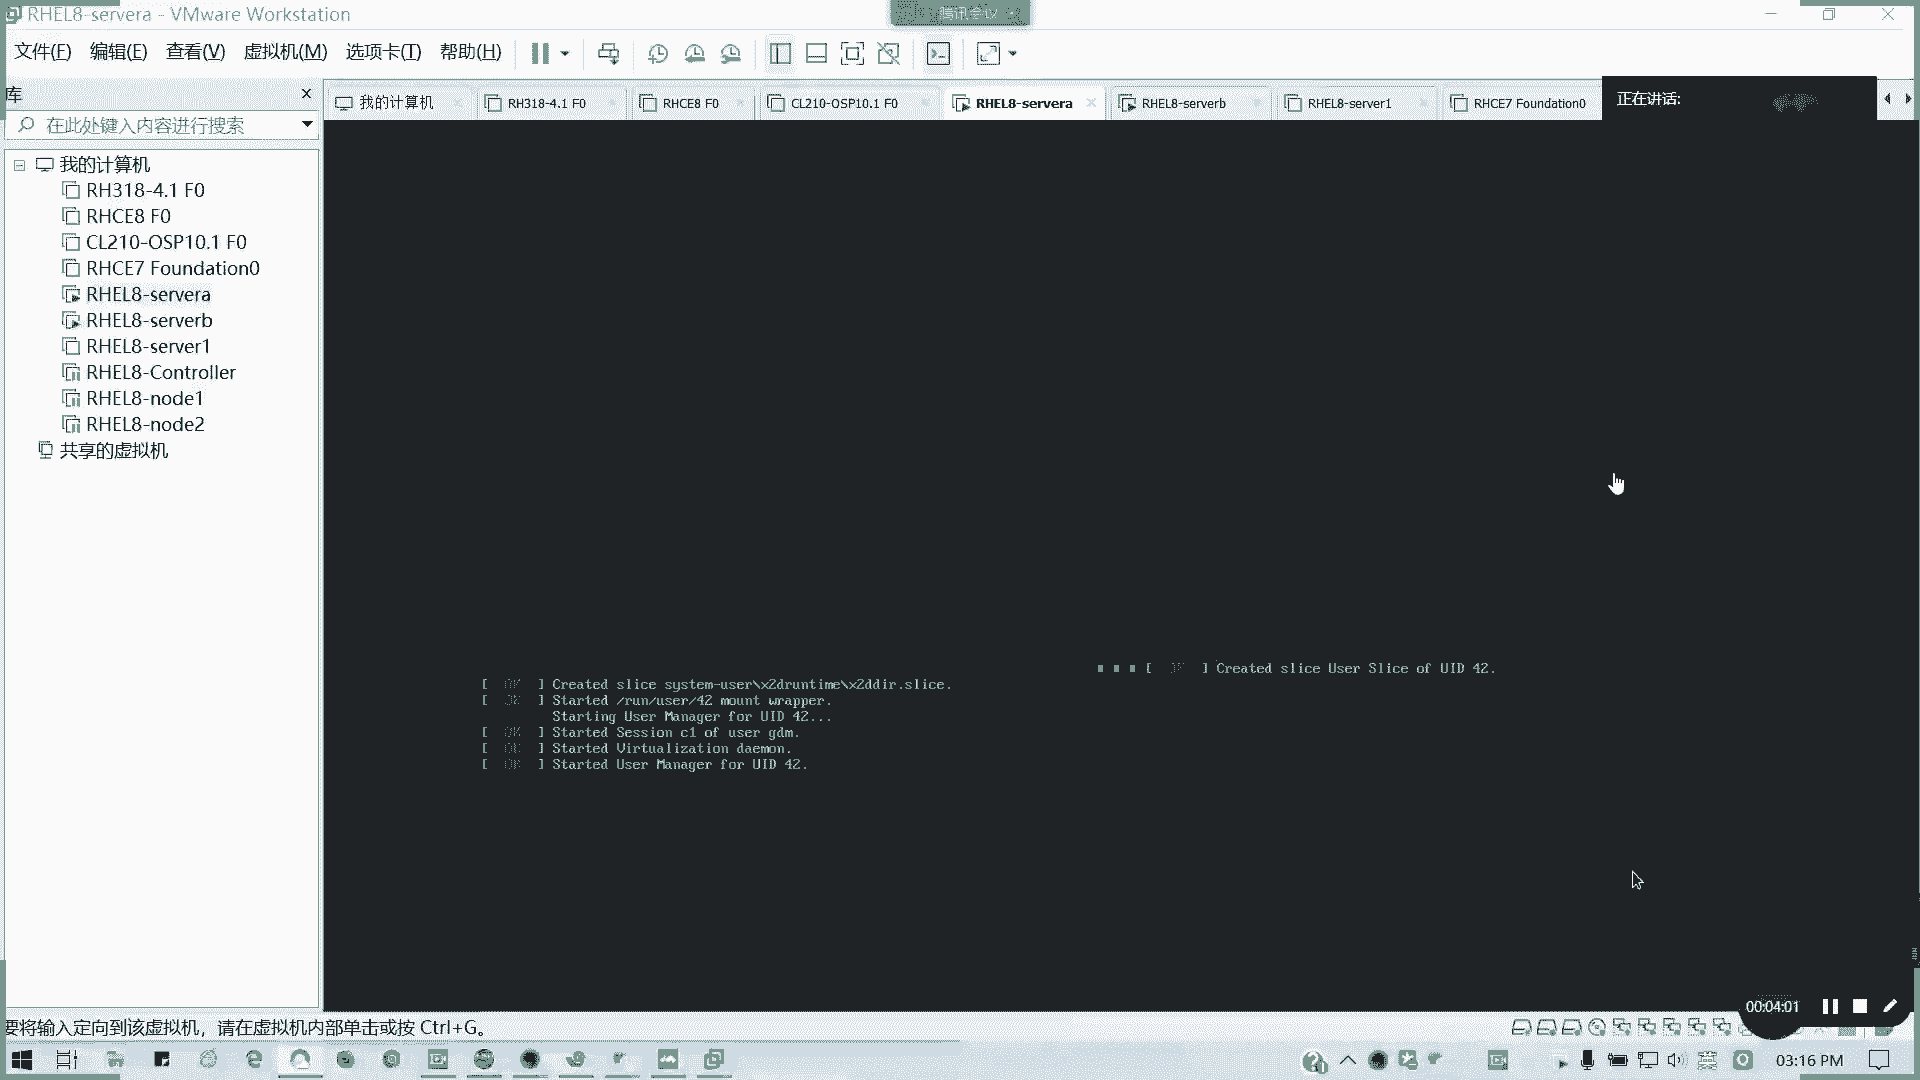 RHEL8-servera - VMware Workstation
腾讯会议
文件(F) 编辑(E) 查看(V) 虚拟机(M) 选项卡(T) 帮助(H)
库
在此处键入内容进行搜索
我的计算机
RH318-4.1 F0
RHCE8 F0
CL210-OSP10.1 F0
RHCE7 Foundation0
RHEL8-servera
RHEL8-serverb
RHEL8-server1
RHEL8-Controller
RHEL8-node1
RHEL8-node2
共享的虚拟机
我的计算机 RH318-4.1 F0 RHCE8 F0 CL210-OSP10.1 F0 RHEL8-servera RHEL8-serverb RHEL8-server1 RHCE7 Foundation0
正在讲话:
[ OK ] Created slice User Slice of UID 42.
[ OK ] Created slice system-user\x2druntime\x2ddir.slice.
[ OK ] Started /run/user/42 mount wrapper.
Starting User Manager for UID 42...
[ OK ] Started Session c1 of user gdm.
[ OK ] Started Virtualization daemon.
[ OK ] Started User Manager for UID 42.
00:04:01
要将输入定向到该虚拟机，请在虚拟机内部单击或按 Ctrl+G。
英
03:16 PM